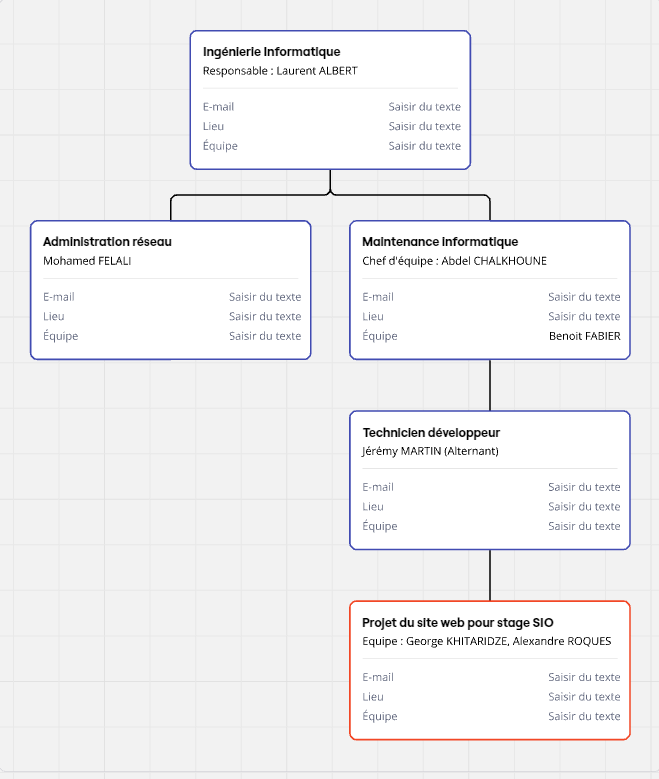 Ingénierie Informatique
Responsable : Laurent ALBERT
E-mail Saisir du texte
Lieu Saisir du texte
Équipe Saisir du texte
Administration réseau
Mohamed FELALI
E-mail Saisir du texte
Lieu Saisir du texte
Équipe Saisir du texte
Maintenance informatique
Chef d'équipe : Abdel CHALKHOUNE
E-mail Saisir du texte
Lieu Saisir du texte
Équipe Benoit FABIER
Technicien développeur
Jérémy MARTIN (Alternant)
E-mail Saisir du texte
Lieu Saisir du texte
Équipe Saisir du texte
Projet du site web pour stage SIO
Equipe : George KHITARIDZE, Alexandre ROQUES
E-mail Saisir du texte
Lieu Saisir du texte
Équipe Saisir du texte